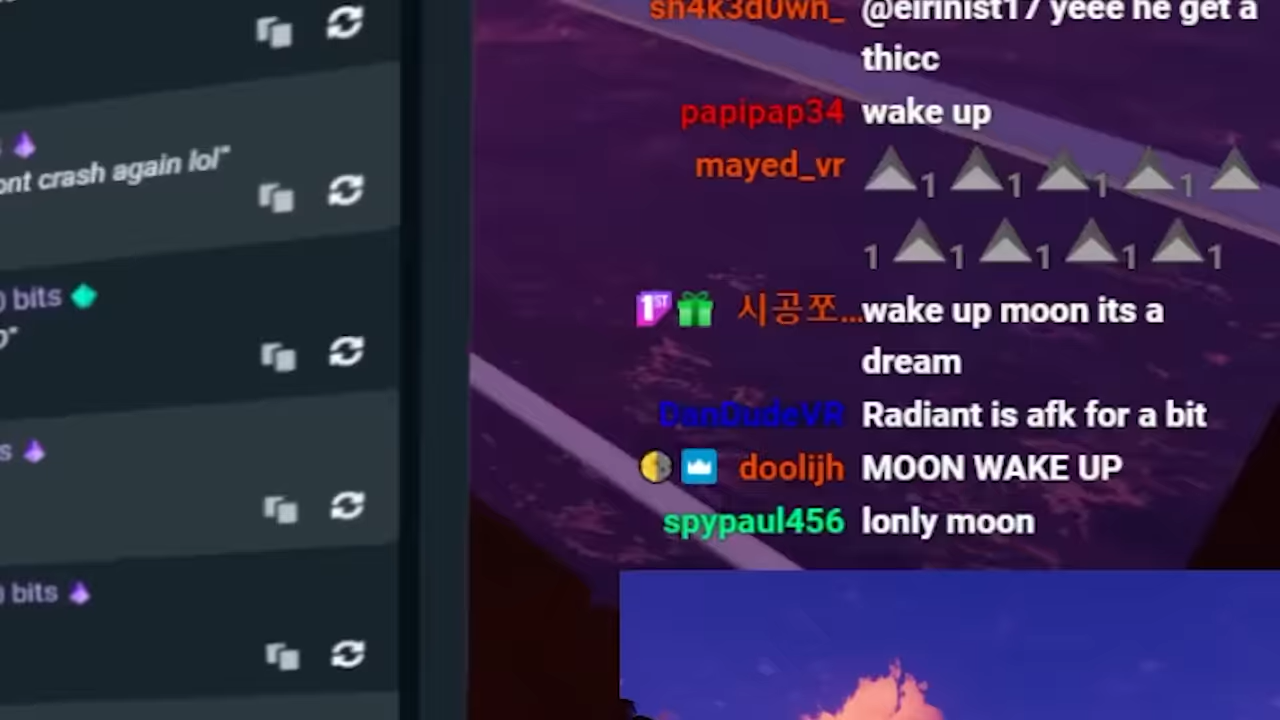 sh4k3d0wn_ @eirinist17 yeee he get a
thicc
papipap34 wake up
mayed_vr 1 1 1 1
1 1 1 1 1
1ST 시공쪼... wake up moon its a
dream
DanDudeVR Radiant is afk for a bit
doolijh MOON WAKE UP
spypaul456 lonly moon
ont crash again lol"
bits
bits